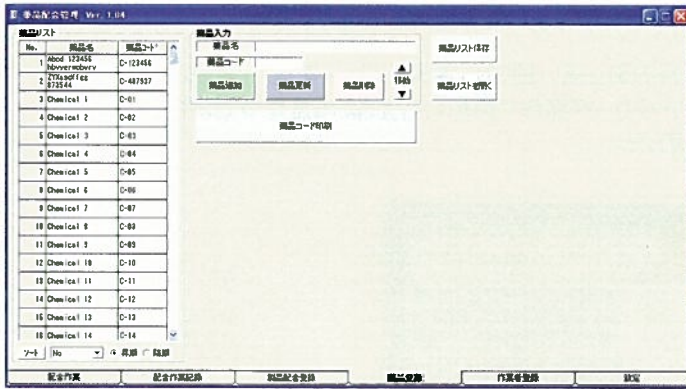 薬品配合管理 Ver. 1.04
薬品リスト
No. 薬品名 薬品コード
1 Abcd 123456 C-123456
2 873544 C-487937
3 Chemical 1 C-01
4 Chemical 2 C-02
5 Chemical 3 C-03
6 Chemical 4 C-04
7 Chemical 5 C-05
8 Chemical 6 C-06
9 Chemical 7 C-07
10 Chemical 8 C-08
11 Chemical 9 C-09
12 Chemical 10 C-10
13 Chemical 11 C-11
14 Chemical 12 C-12
15 Chemical 13 C-13
16 Chemical 14 C-14
ソート No 昇順 降順
薬品入力
薬品名
薬品コード
薬品追加 薬品更新 薬品削除 ▲ 移動 ▼
薬品コード印刷
薬品リスト保存
薬品リストを開く
配合作業 配合作業記録 製品配合登録 薬品登録 作業者登録 設定